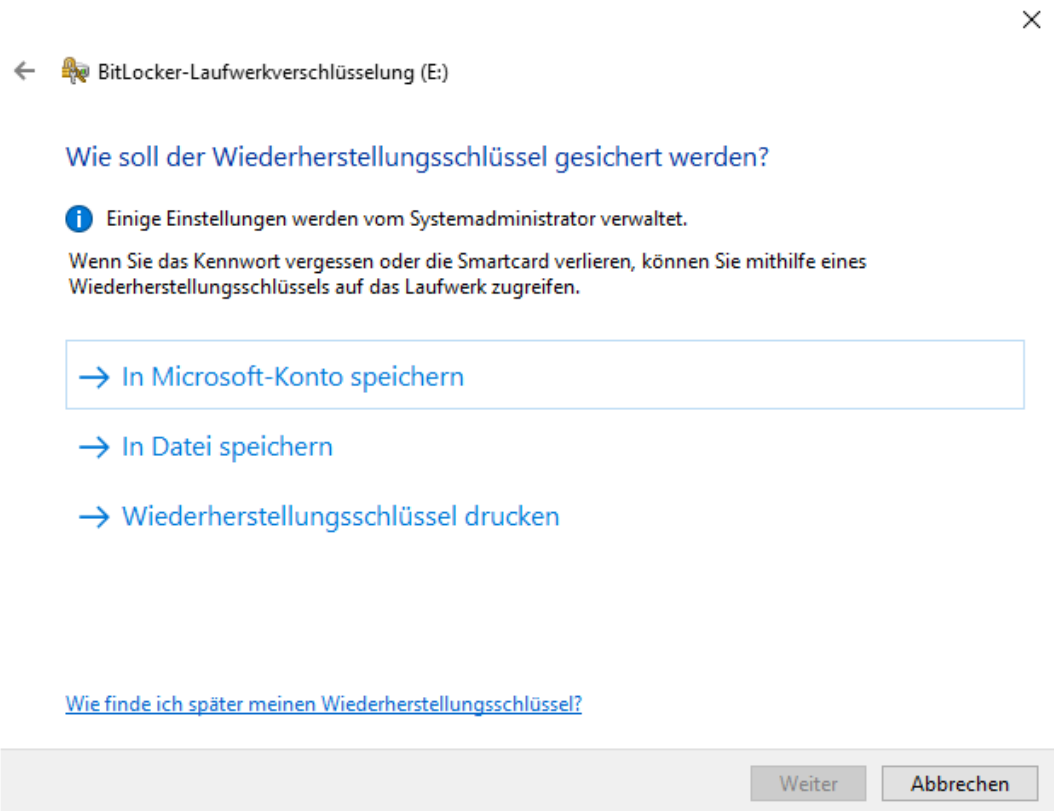 BitLocker-Laufwerkverschlüsselung (E:)
Wie soll der Wiederherstellungsschlüssel gesichert werden?
Einige Einstellungen werden vom Systemadministrator verwaltet.
Wenn Sie das Kennwort vergessen oder die Smartcard verlieren, können Sie mithilfe eines
Wiederherstellungsschlüssels auf das Laufwerk zugreifen.
In Microsoft-Konto speichern
In Datei speichern
Wiederherstellungsschlüssel drucken
Wie finde ich später meinen Wiederherstellungsschlüssel?
Weiter Abbrechen